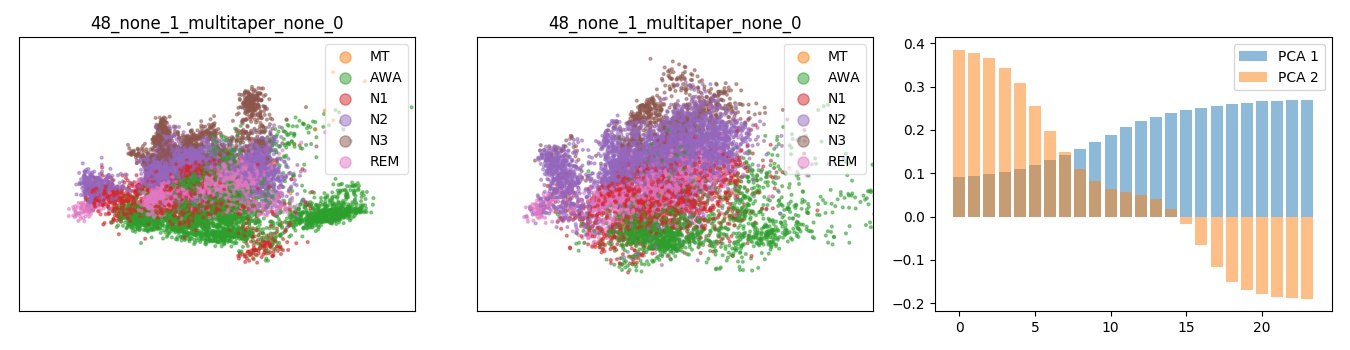 48_none_1_multitaper_none_0
MT
AWA
N1
N2
N3
REM
48_none_1_multitaper_none_0
MT
AWA
N1
N2
N3
REM
PCA 1
PCA 2
0.4
0.3
0.2
0.1
0.0
−0.1
−0.2
0 5 10 15 20